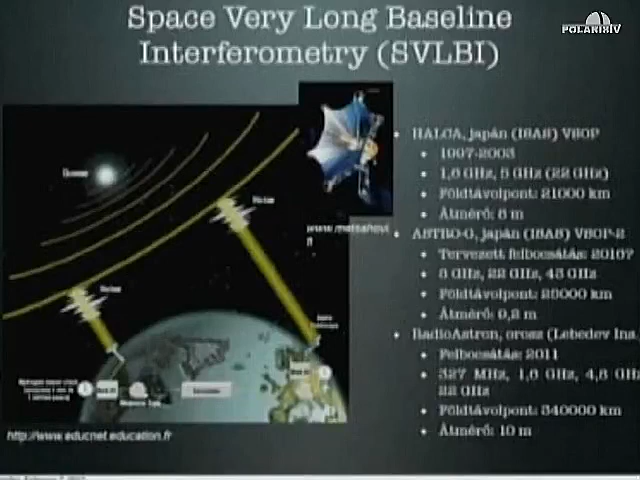 Space Very Long Baseline
Interferometry (SVLBI)
POLARIXIV
HALCA, japán (ISAS) VSOP
1997-2003
1,6 GHz, 5 GHz (22 GHz)
Földtávolpont: 21000 km
Átmérő: 8 m
ASTRO-G, japán (ISAS) VSOP-2
Tervezett felbocsátás: 2016?
8 GHz, 22 GHz, 43 GHz
Földtávolpont: 25000 km
Átmérő: 9,2 m
RadioAstron, orosz (Lebedev Ins.
Felbocsátás: 2011
327 MHz, 1,6 GHz, 4,8 GHz
22 GHz
Földtávolpont: 340000 km
Átmérő: 10 m
http://www.educnet.education.fr